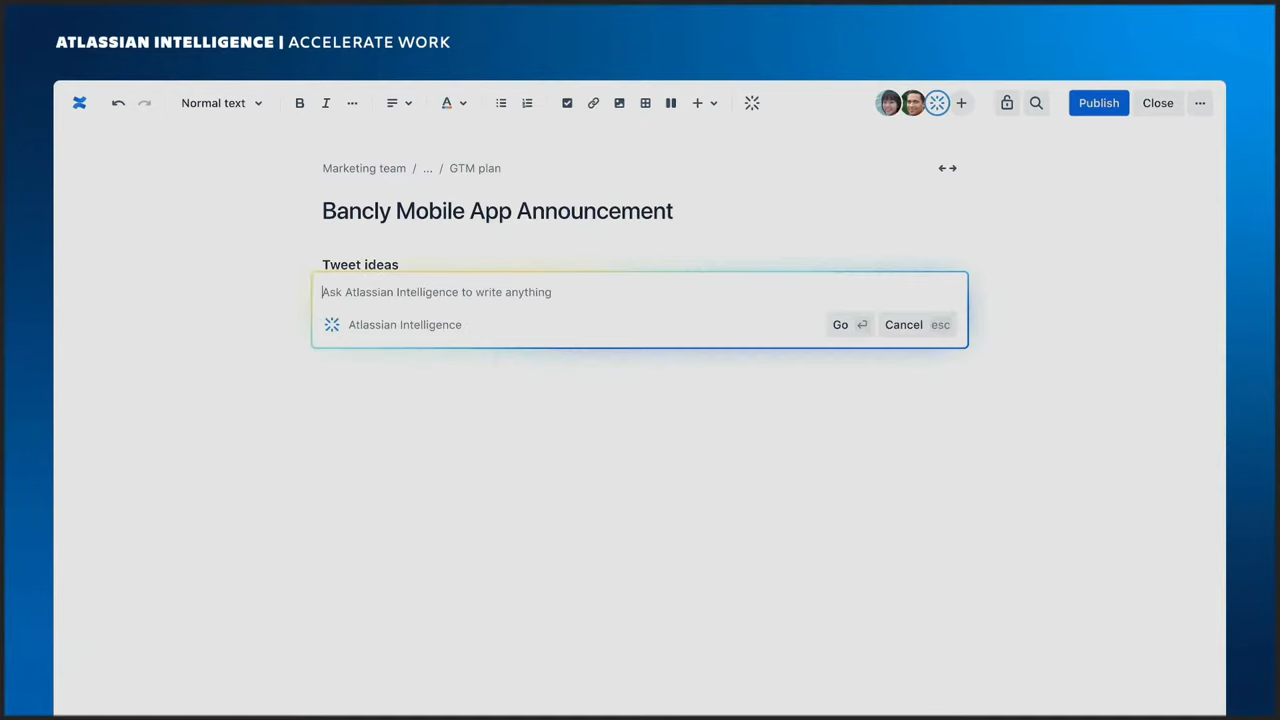 ATLASSIAN INTELLIGENCE | ACCELERATE WORK
Normal text B I ... A Publish Close ...
Marketing team / ... / GTM plan
Bancly Mobile App Announcement
Tweet ideas
Ask Atlassian Intelligence to write anything
Atlassian Intelligence Go Cancel esc